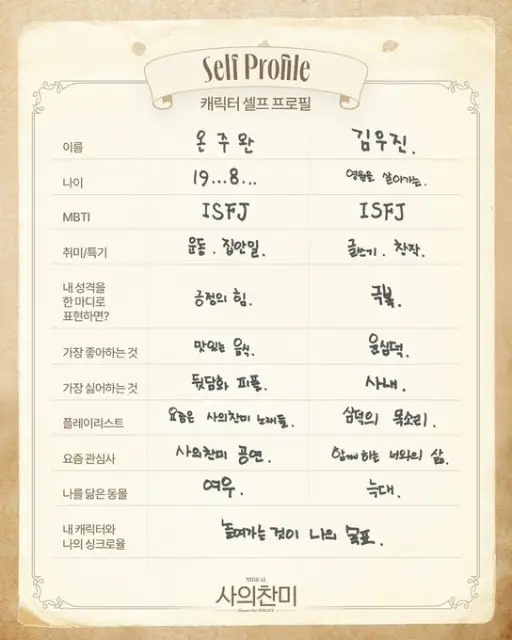 Self Profile
캐릭터 셀프 프로필
이름 온 주 완 김우진.
나이 19...8... 영원을 살아가는.
MBTI ISFJ ISFJ
취미/특기 운동. 집안일. 글쓰기. 창작.
내 성격을
한 마디로
표현하면? 긍정의 힘. 극복.
가장 좋아하는 것 맛있는 음식. 윤심덕.
가장 싫어하는 것 뒷담화 피플. 사내.
플레이리스트 요즘은 사의찬미 노래들. 심덕의 목소리.
요즘 관심사 사의찬미 공연. 함께하는 너와의 삶.
나를 닮은 동물 여우. 늑대.
내 캐릭터와
나의 싱크로율 높여가는 것이 나의 목표.
MUSICAL
사의찬미